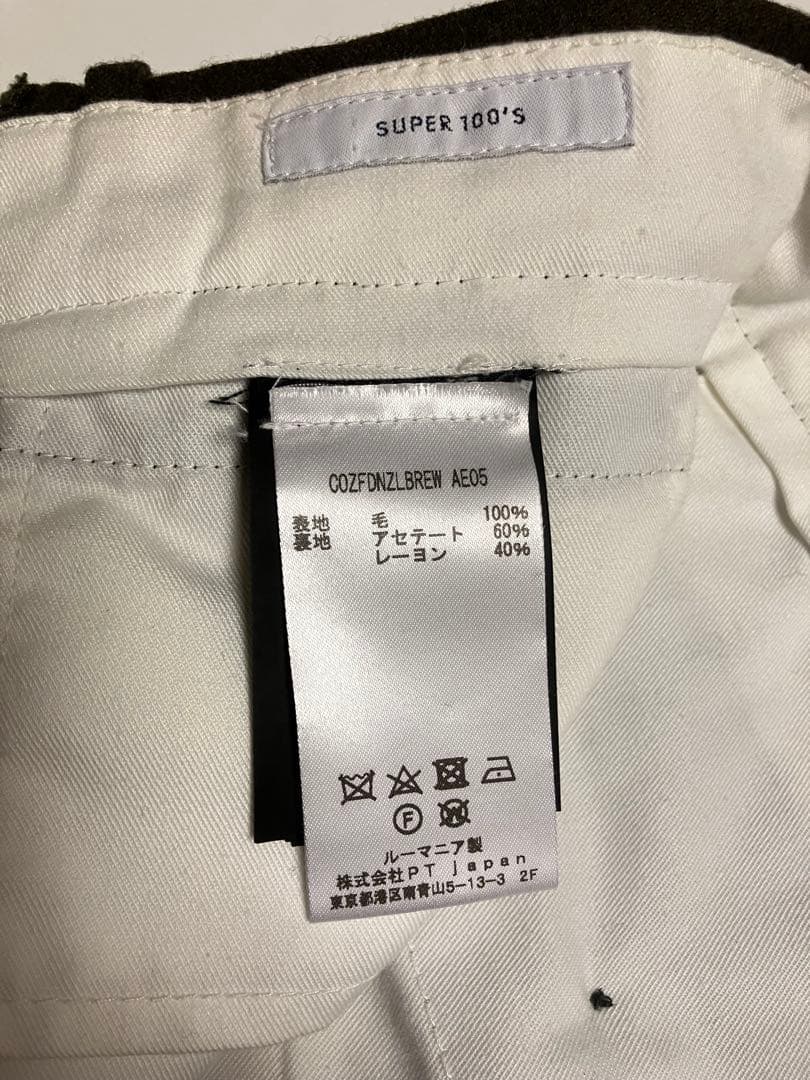 SUPER 100'S
COZFDNZLBREW AE05
表地 毛 100%
裏地 アセテート 60%
レーヨン 40%
F
W
ルーマニア製
株式会社PT japan
東京都港区南青山5-13-3 2F